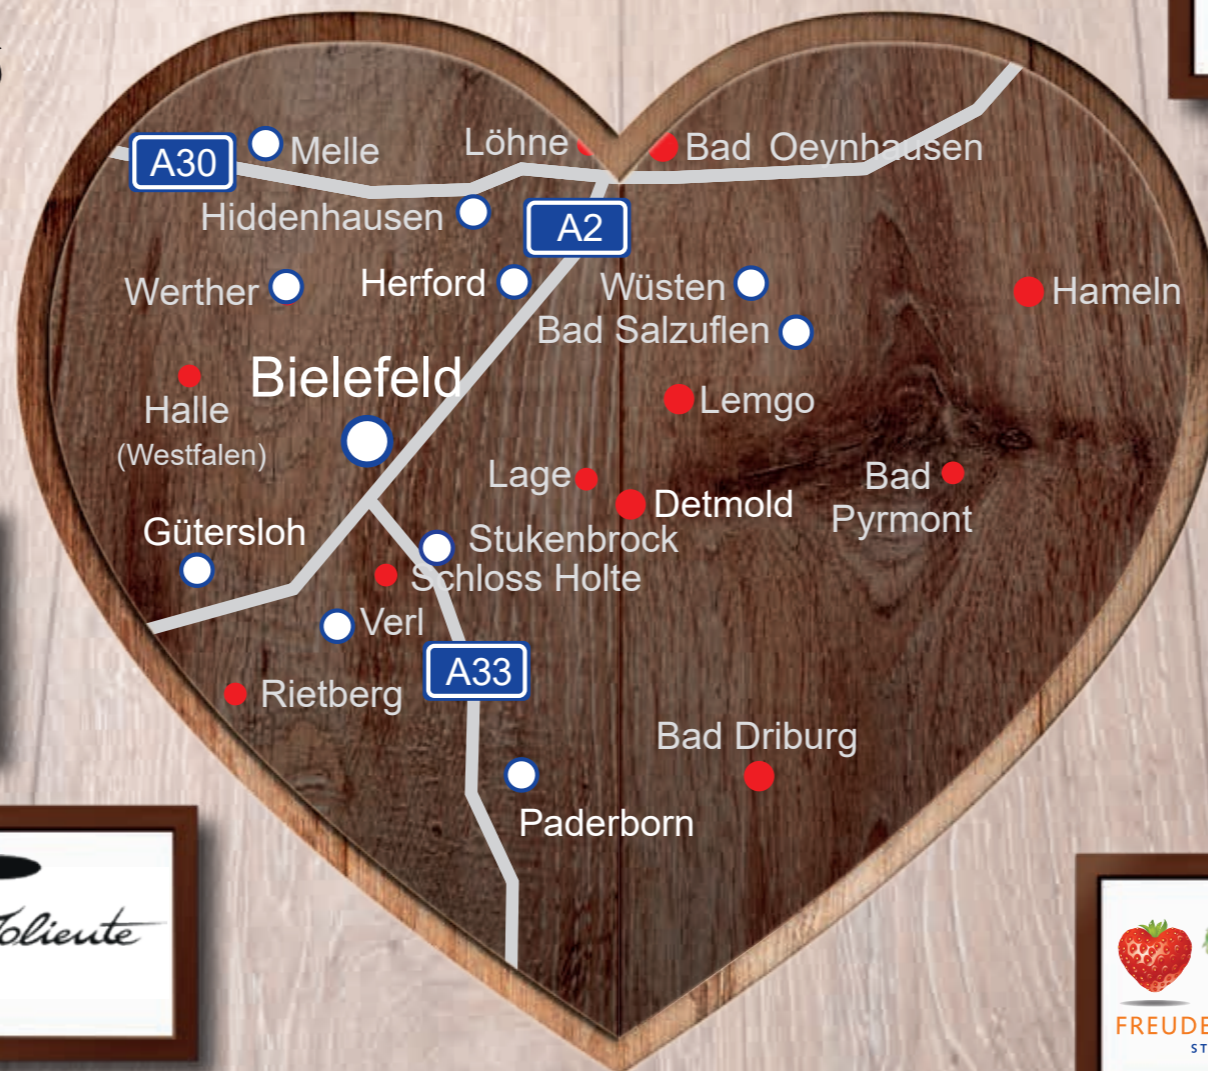 Melle
Löhne
Bad Oeynhausen
A30
Hiddenhausen
A2
Werther
Herford
Wüsten
Hameln
Bad Salzuflen
Bielefeld
Halle
(Westfalen)
Lemgo
Lage
Detmold
Bad
Pyrmont
Gütersloh
Stukenbrock
Schloss Holte
Verl
A33
Rietberg
Bad Driburg
Paderborn